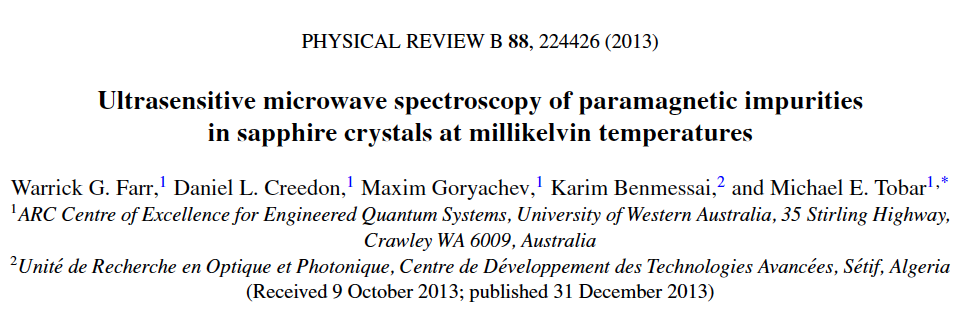 PHYSICAL REVIEW B 88, 224426 (2013)
Ultrasensitive microwave spectroscopy of paramagnetic impurities
in sapphire crystals at millikelvin temperatures
Warrick G. Farr,1 Daniel L. Creedon,1 Maxim Goryachev,1 Karim Benmessai,2 and Michael E. Tobar1,*
1ARC Centre of Excellence for Engineered Quantum Systems, University of Western Australia, 35 Stirling Highway,
Crawley WA 6009, Australia
2Unité de Recherche en Optique et Photonique, Centre de Développement des Technologies Avancées, Sétif, Algeria
(Received 9 October 2013; published 31 December 2013)